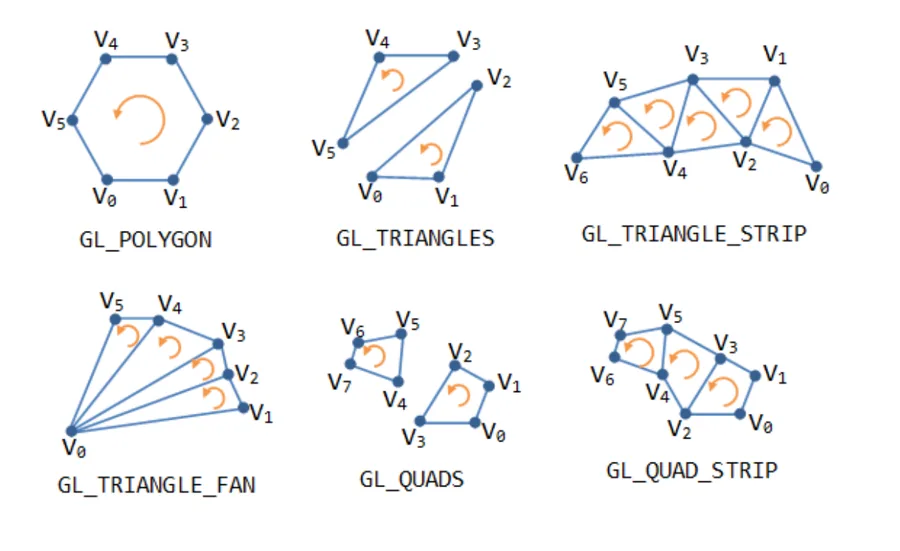 V₄ V₃
V₅ V₂
V₀ V₁
GL_POLYGON
V₄ V₃
V₂
V₅
V₀ V₁
GL_TRIANGLES
V₃ V₁
V₅
V₆ V₄ V₂ V₀
GL_TRIANGLE_STRIP
V₅ V₄
V₃
V₂
V₁
V₀
GL_TRIANGLE_FAN
V₆ V₅
V₂
V₇ V₄ V₁
V₃ V₀
GL_QUADS
V₇ V₅
V₃
V₆ V₄ V₁
V₂ V₀
GL_QUAD_STRIP